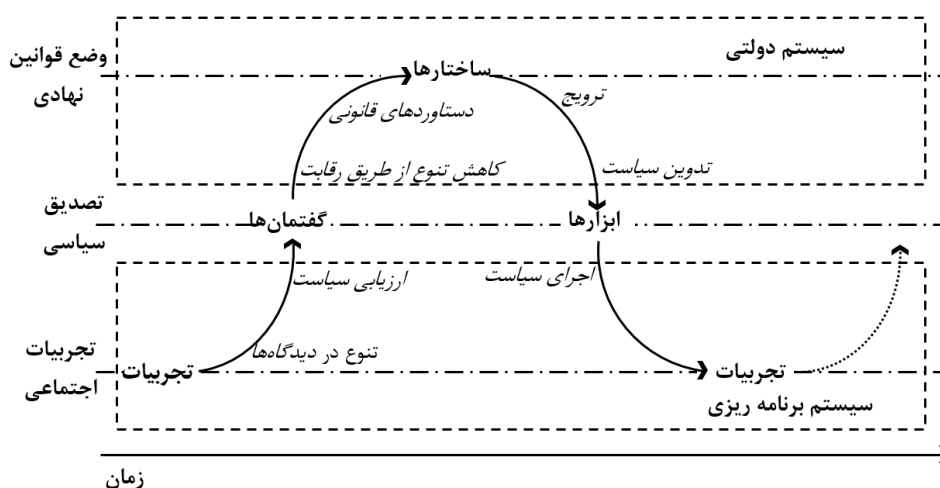 سیستم دولتی
وضع قوانین
نهادی
ساختارها
ترویج
دستاوردهای قانونی
کاهش تنوع از طریق رقابت
تدوین سیاست
تصدیق
سیاسی
گفتمان‌ها
ابزارها
ارزیابی سیاست
اجرای سیاست
تنوع در دیدگاه‌ها
تجربیات
اجتماعی
تجربیات
تجربیات
سیستم برنامه ریزی
زمان